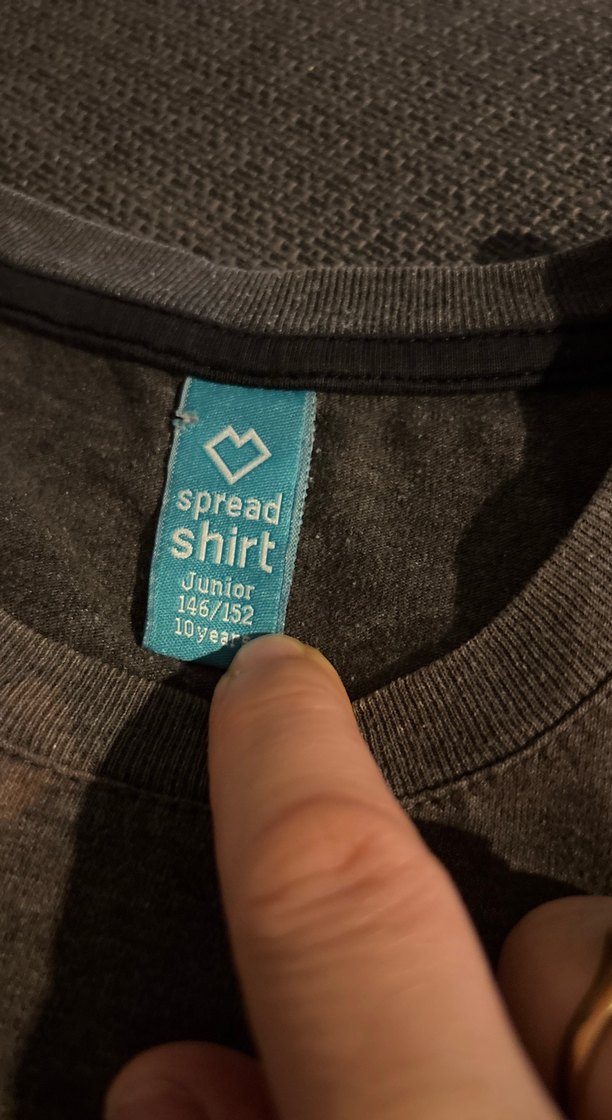 spread
shirt
Junior
146/152
10 years